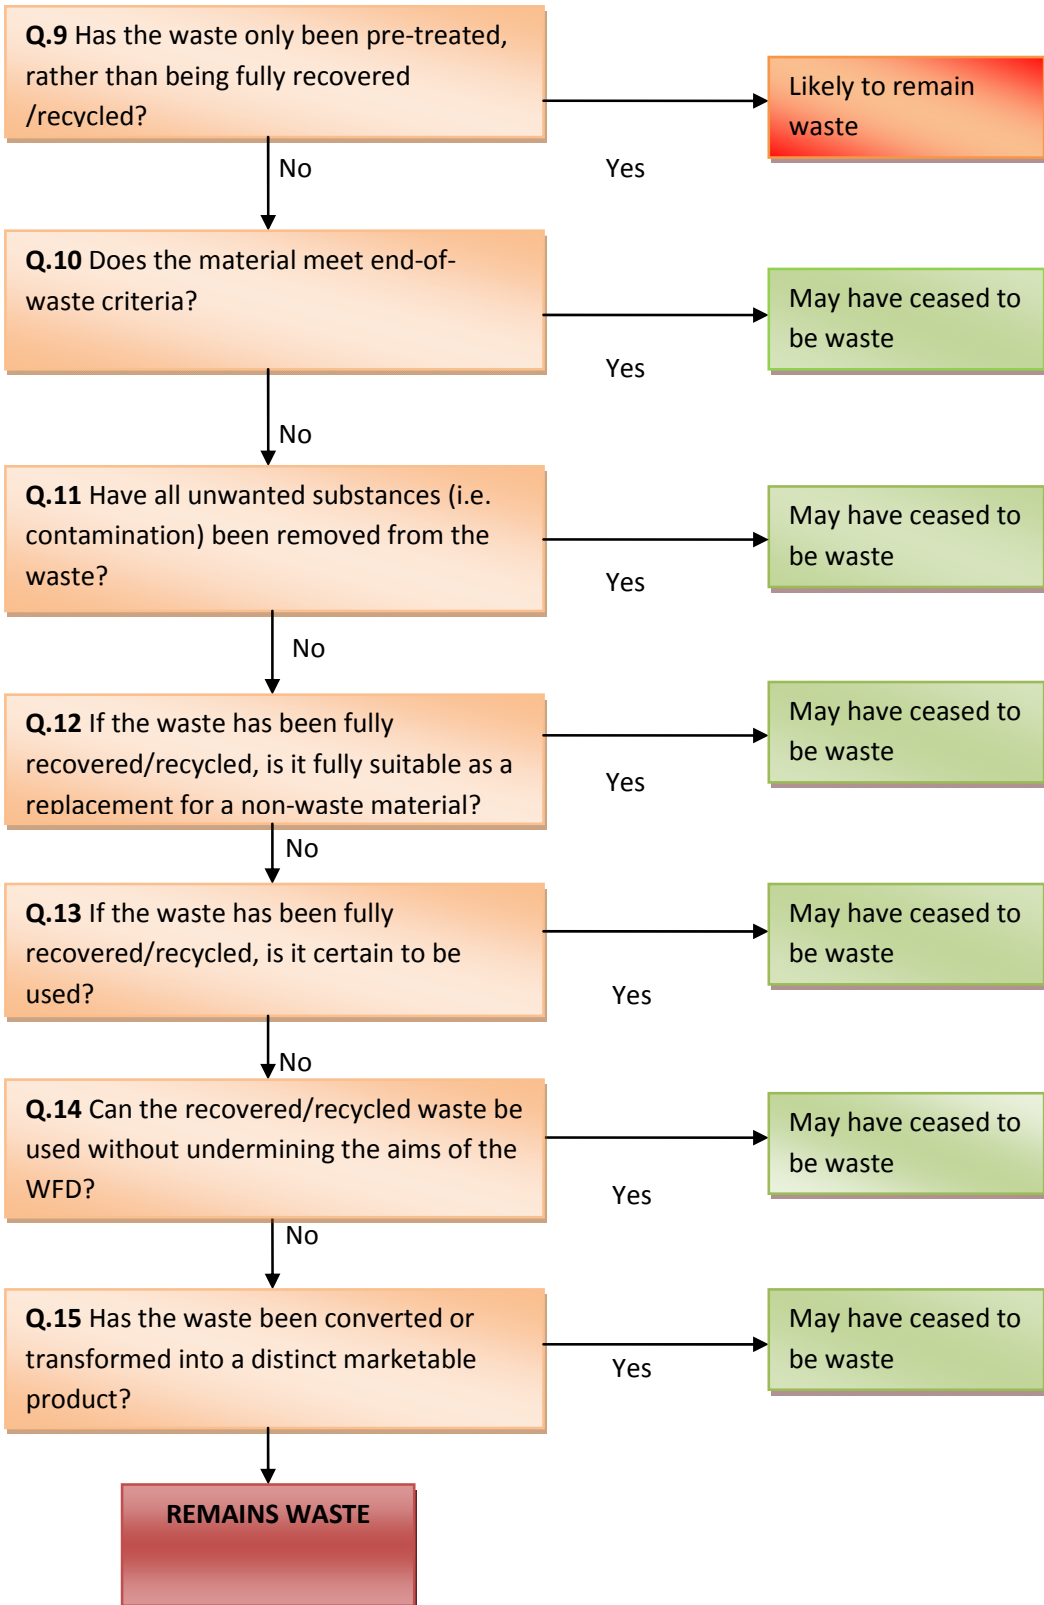 Q.9 Has the waste only been pre-treated,
rather than being fully recovered
/recycled?
Likely to remain
waste
No
Yes
Q.10 Does the material meet end-of-
waste criteria?
May have ceased to
be waste
Yes
No
Q.11 Have all unwanted substances (i.e.
contamination) been removed from the
waste?
May have ceased to
be waste
Yes
No
Q.12 If the waste has been fully
recovered/recycled, is it fully suitable as a
replacement for a non-waste material?
May have ceased to
be waste
Yes
No
Q.13 If the waste has been fully
recovered/recycled, is it certain to be
used?
May have ceased to
be waste
Yes
No
Q.14 Can the recovered/recycled waste be
used without undermining the aims of the
WFD?
May have ceased to
be waste
Yes
No
Q.15 Has the waste been converted or
transformed into a distinct marketable
product?
May have ceased to
be waste
Yes
REMAINS WASTE